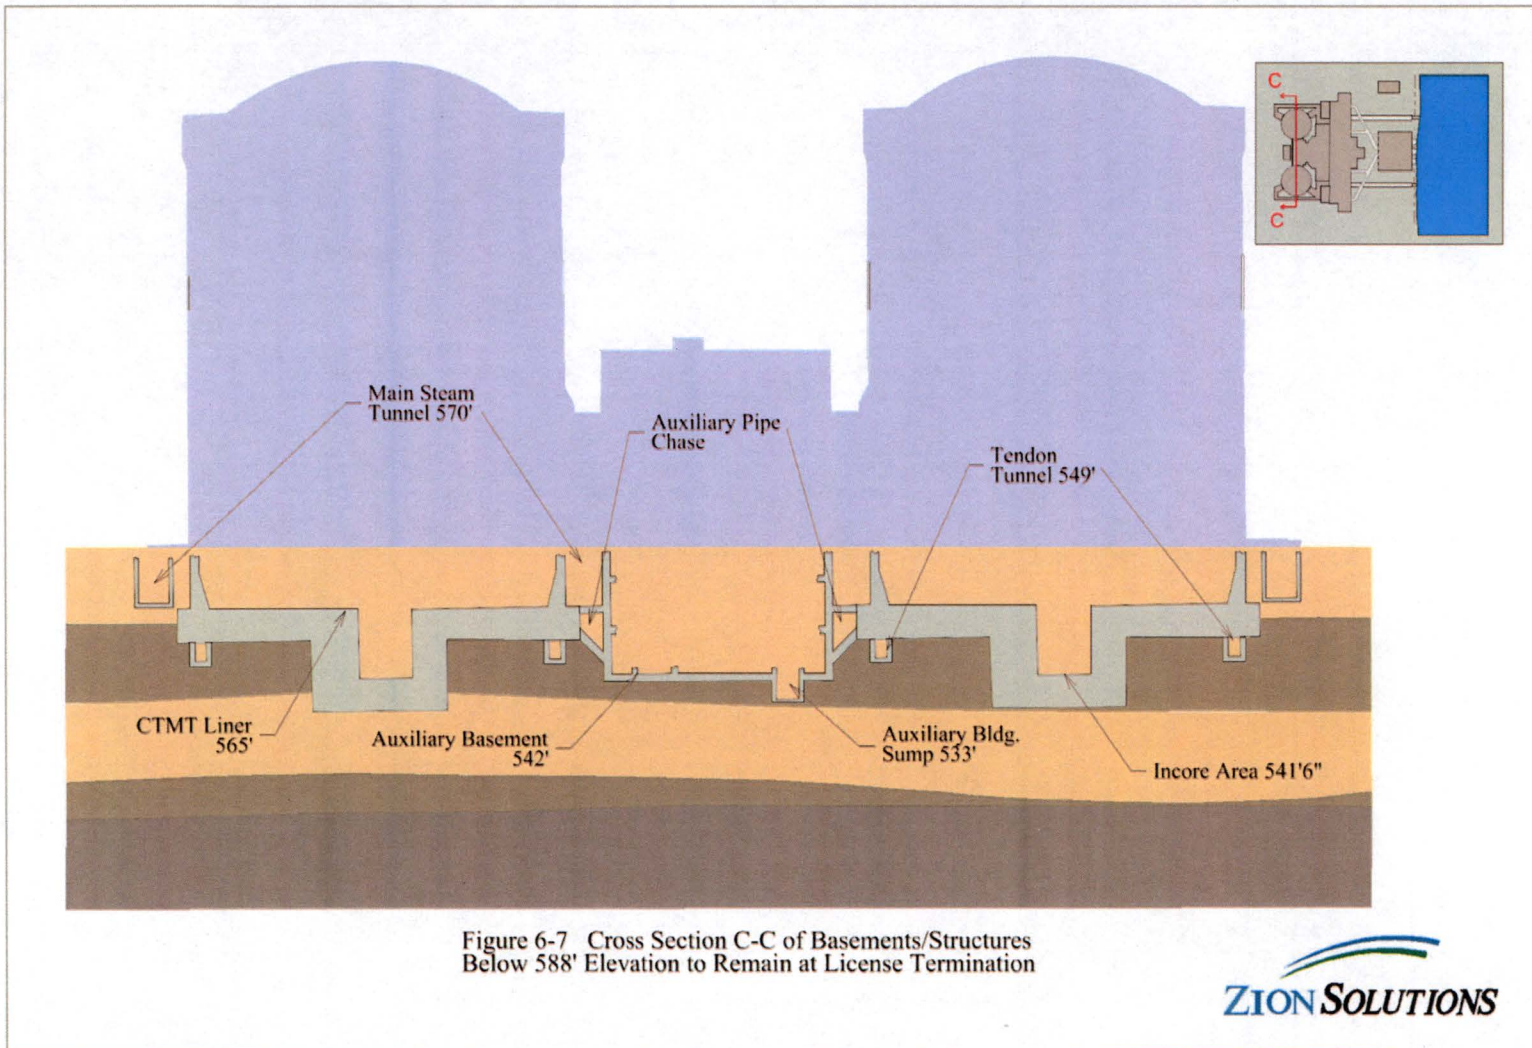 C
C
Main Steam
Tunnel 570'
Auxiliary Pipe
Chase
Tendon
Tunnel 549'
CTMT Liner
565'
Auxiliary Basement
542'
Auxiliary Bldg.
Sump 533'
Incore Area 541'6"
Figure 6-7 Cross Section C-C of Basements/Structures
Below 588' Elevation to Remain at License Termination
ZIONSOLUTIONS